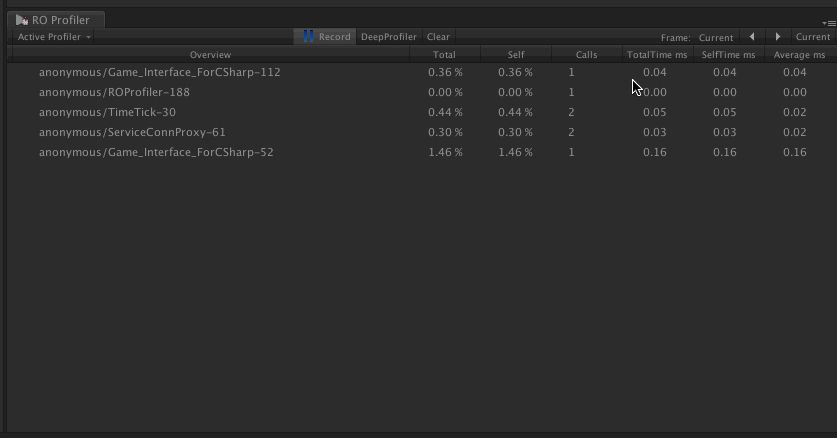 RO Profiler
Active Profiler Record DeepProfiler Clear Frame: Current Current
Overview Total Self Calls TotalTime ms SelfTime ms Average ms
anonymous/Game_Interface_ForCSharp-112 0.36 % 0.36 % 1 0.04 0.04 0.04
anonymous/ROProfiler-188 0.00 % 0.00 % 1 0.00 0.00 0.00
anonymous/TimeTick-30 0.44 % 0.44 % 2 0.05 0.05 0.02
anonymous/ServiceConnProxy-61 0.30 % 0.30 % 2 0.03 0.03 0.02
anonymous/Game_Interface_ForCSharp-52 1.46 % 1.46 % 1 0.16 0.16 0.16